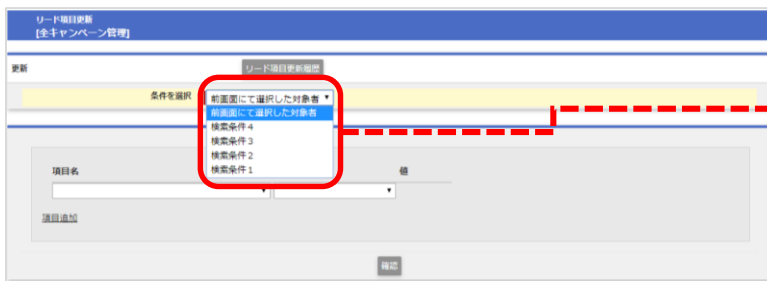 リード項目更新
[全キャンペーン管理]
更新
リード項目更新履歴
条件を選択
前画面にて選択した対象者
前画面にて選択した対象者
検索条件4
検索条件3
検索条件2
検索条件1
項目名
値
項目追加
確認